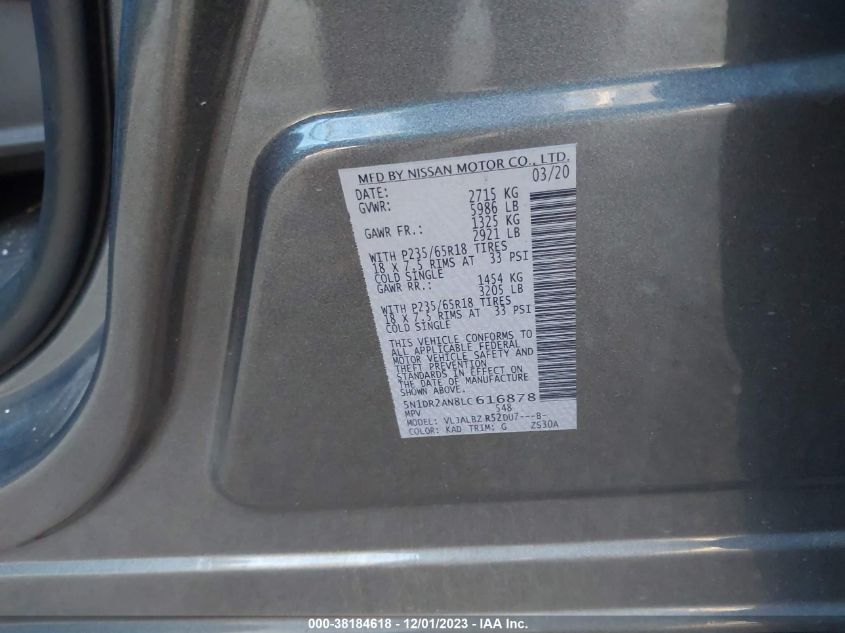 MFD BY NISSAN MOTOR CO., LTD.
DATE: 03/20
GVWR: 2715 KG
5986 LB
GAWR FR.: 1325 KG
2921 LB
WITH P235/65R18 TIRES
18 X 7.5 RIMS AT 33 PSI
COLD SINGLE
GAWR RR.: 1454 KG
3205 LB
WITH P235/65R18 TIRES
18 X 7.5 RIMS AT 33 PSI
COLD SINGLE
THIS VEHICLE CONFORMS TO
ALL APPLICABLE FEDERAL
MOTOR VEHICLE SAFETY AND
THEFT PREVENTION
STANDARDS IN EFFECT ON
THE DATE OF MANUFACTURE
SHOWN ABOVE.
5N1DR2AN8LC616878
MPV 548
MODEL: VLJALBZ R52DU7---B-
COLOR: KAD TRIM: G ZS30A
000-38184618 - 12/01/2023 - © IAA Inc.